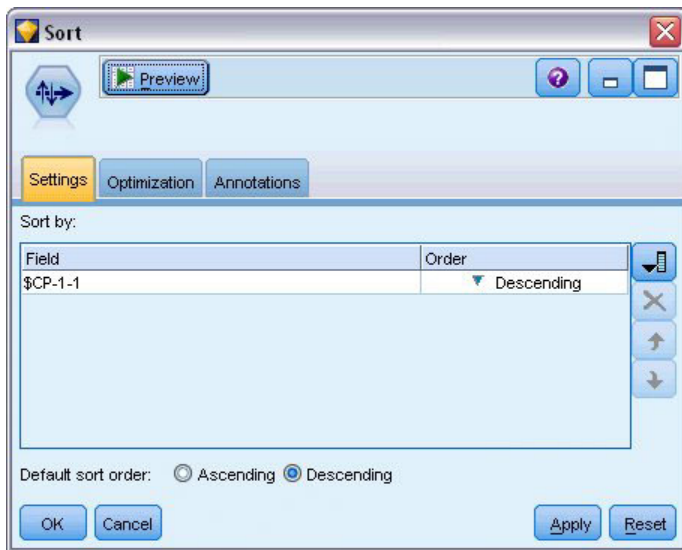 Sort
Preview
Settings Optimization Annotations
Sort by:
Field Order
$CP-1-1 Descending
Default sort order: Ascending Descending
OK Cancel Apply Reset